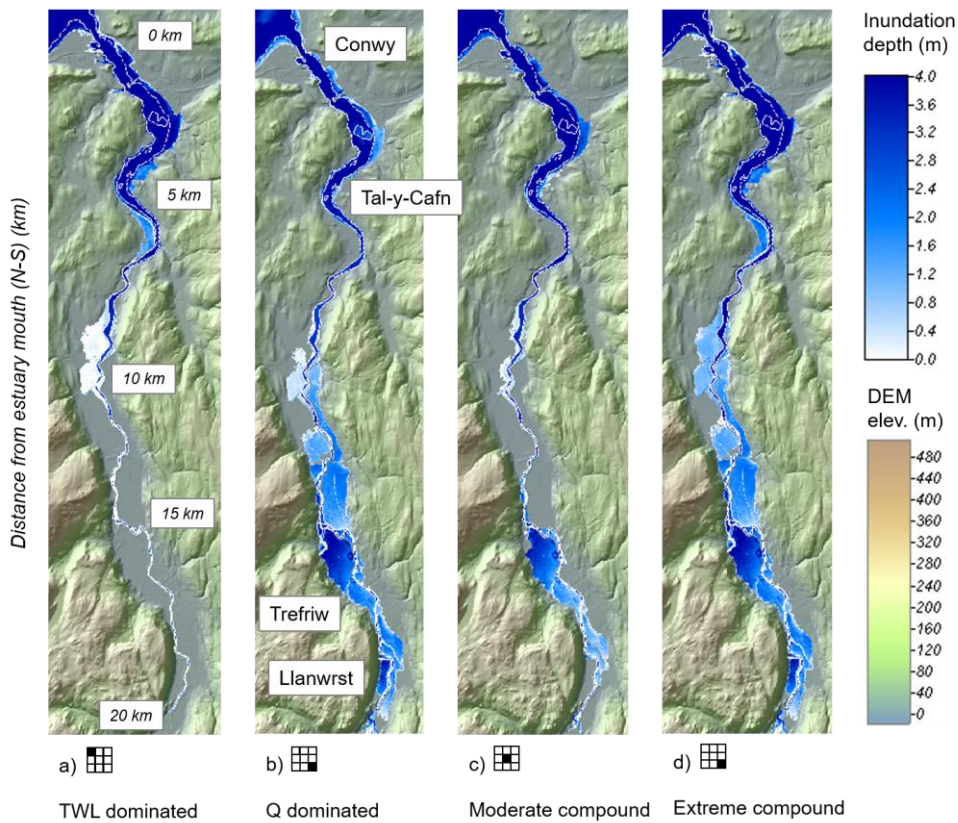 Distance from estuary mouth (N-S) (km)
0 km
5 km
10 km
15 km
20 km
Conwy
Tal-y-Cafn
Trefriw
Llanwrst
Inundation
depth (m)
4.0
3.6
3.2
2.8
2.4
2.0
1.6
1.2
0.8
0.4
0.0
DEM
elev. (m)
480
440
400
360
320
280
240
200
160
120
80
40
0
a)
b)
c)
d)
TWL dominated
Q dominated
Moderate compound
Extreme compound